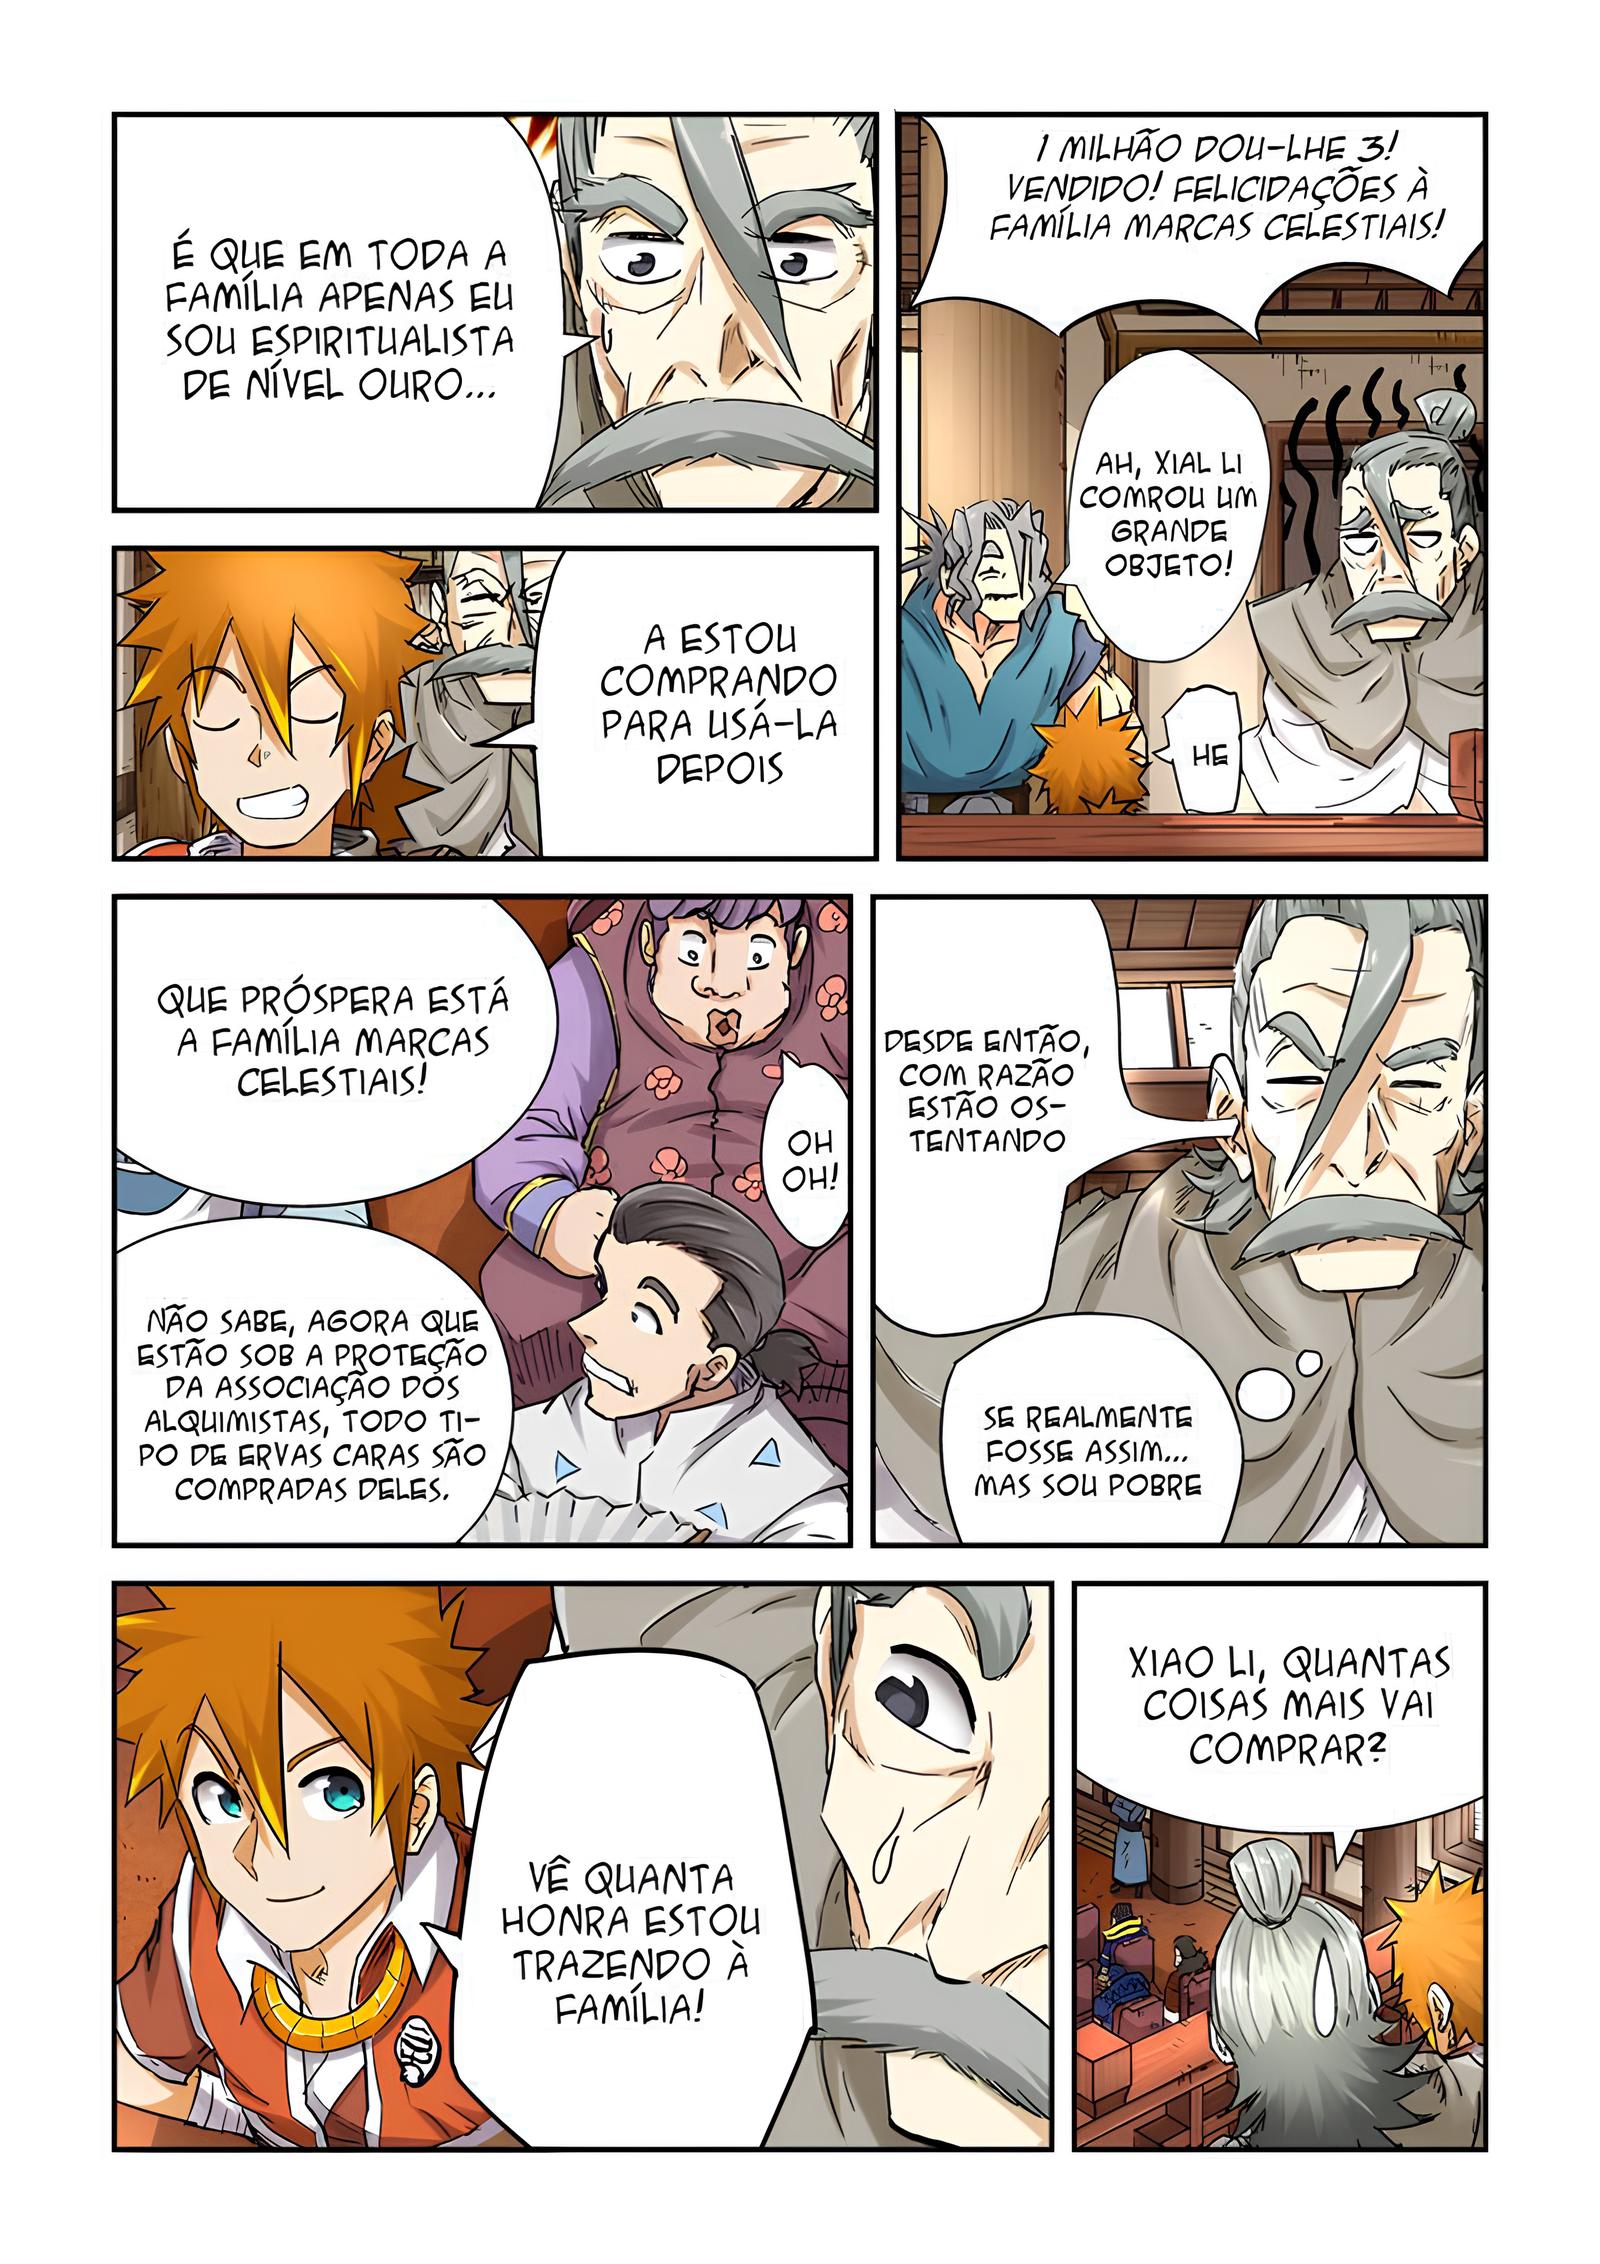 É QUE EM TODA A
FAMÍLIA APENAS EU
SOU ESPIRITUALISTA
DE NÍVEL OURO...
A ESTOU
COMPRANDO
PARA USÁ-LA
DEPOIS
1 MILHÃO DOU-LHE 3!
VENDIDO! FELICIDAÇÕES À
FAMÍLIA MARCAS CELESTIAIS!
AH, XIAL LI
COMROU UM
GRANDE
OBJETO!
HE
QUE PRÓSPERA ESTÁ
A FAMÍLIA MARCAS
CELESTIAIS!
OH
OH!
NÃO SABE, AGORA QUE
ESTÃO SOB A PROTEÇÃO
DA ASSOCIAÇÃO DOS
ALQUIMISTAS, TODO TI-
PO DE ERVAS CARAS SÃO
COMPRADAS DELES.
DESDE ENTÃO,
COM RAZÃO
ESTÃO OS-
TENTANDO
SE REALMENTE
FOSSE ASSIM...
MAS SOU POBRE
VÊ QUANTA
HONRA ESTOU
TRAZENDO À
FAMÍLIA!
XIAO LI, QUANTAS
COISAS MAIS VAI
COMPRAR?